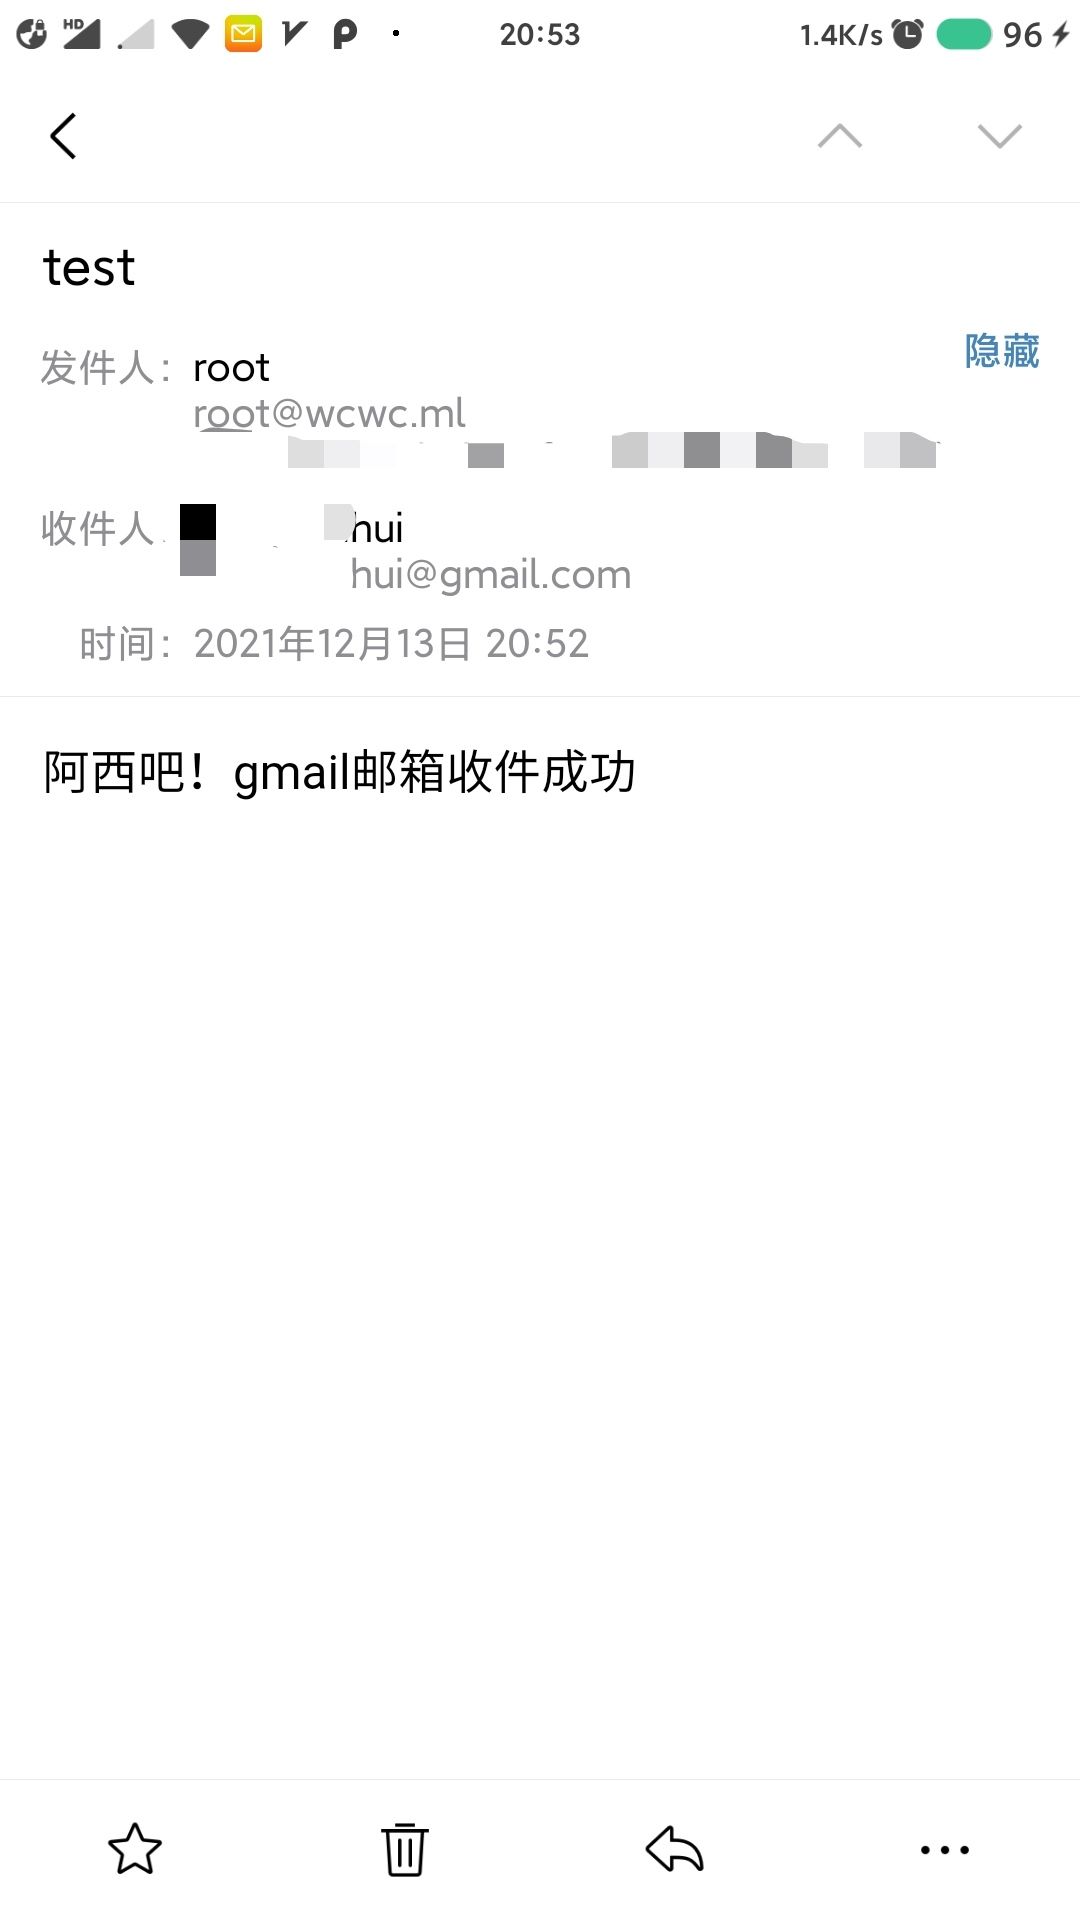 HD 20:53 1.4K/s 96
test
发件人：root 隐藏
root@wcwc.ml
收件人 hui
hui@gmail.com
时间：2021年12月13日 20:52
阿西吧！gmail邮箱收件成功